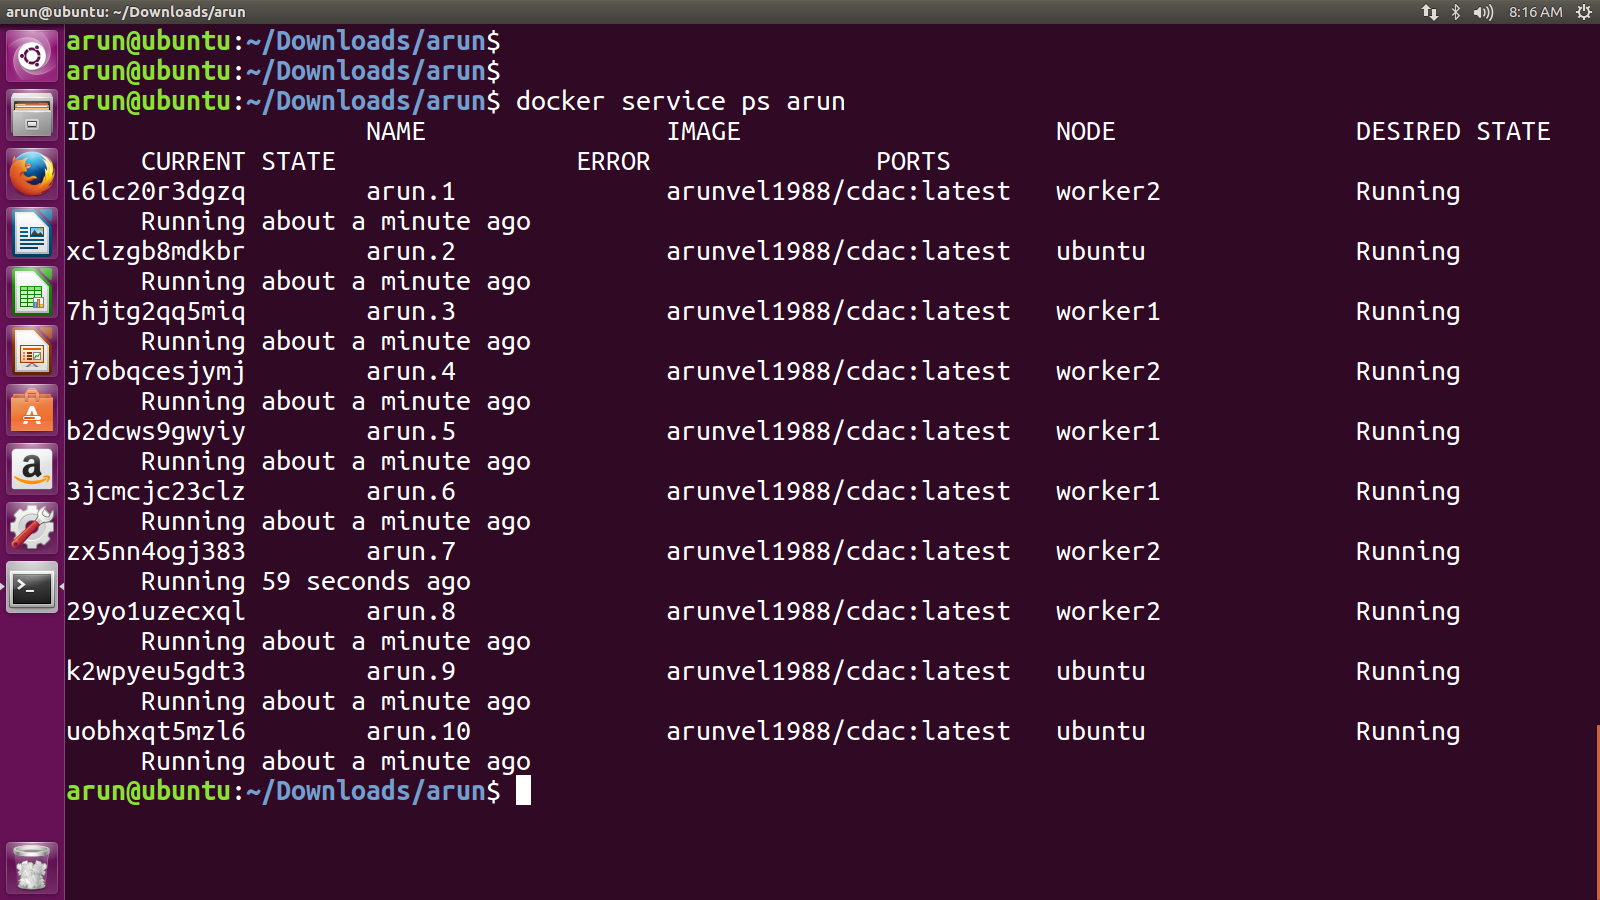 arun@ubuntu: ~/Downloads/arun 8:16 AM
arun@ubuntu:~/Downloads/arun$
arun@ubuntu:~/Downloads/arun$
arun@ubuntu:~/Downloads/arun$ docker service ps arun
ID NAME IMAGE NODE DESIRED STATE
CURRENT STATE ERROR PORTS
l6lc20r3dgzq arun.1 arunvel1988/cdac:latest worker2 Running
Running about a minute ago
xclzgb8mdkbr arun.2 arunvel1988/cdac:latest ubuntu Running
Running about a minute ago
7hjtg2qq5miq arun.3 arunvel1988/cdac:latest worker1 Running
Running about a minute ago
j7obqcesjymj arun.4 arunvel1988/cdac:latest worker2 Running
Running about a minute ago
b2dcws9gwyiy arun.5 arunvel1988/cdac:latest worker1 Running
Running about a minute ago
3jcmcjc23clz arun.6 arunvel1988/cdac:latest worker1 Running
Running about a minute ago
zx5nn4ogj383 arun.7 arunvel1988/cdac:latest worker2 Running
Running 59 seconds ago
29yo1uzecxql arun.8 arunvel1988/cdac:latest worker2 Running
Running about a minute ago
k2wpyeu5gdt3 arun.9 arunvel1988/cdac:latest ubuntu Running
Running about a minute ago
uobhxqt5mzl6 arun.10 arunvel1988/cdac:latest ubuntu Running
Running about a minute ago
arun@ubuntu:~/Downloads/arun$